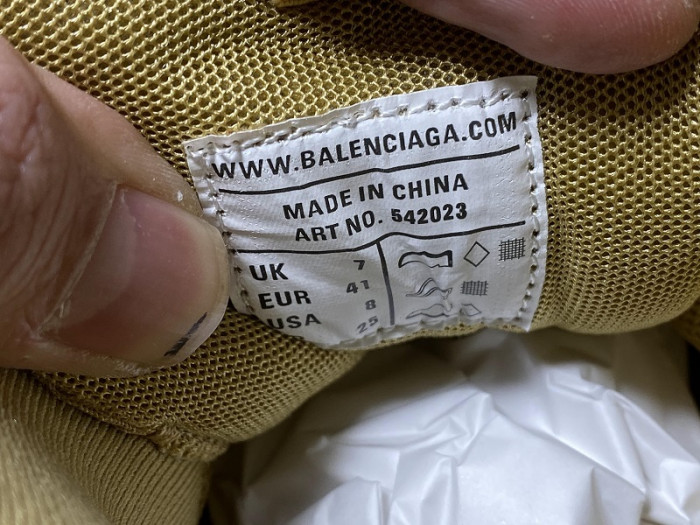 WWW.BALENCIAGA.COM
MADE IN CHINA
ART NO. 542023
UK 7
EUR 41
USA 8
25